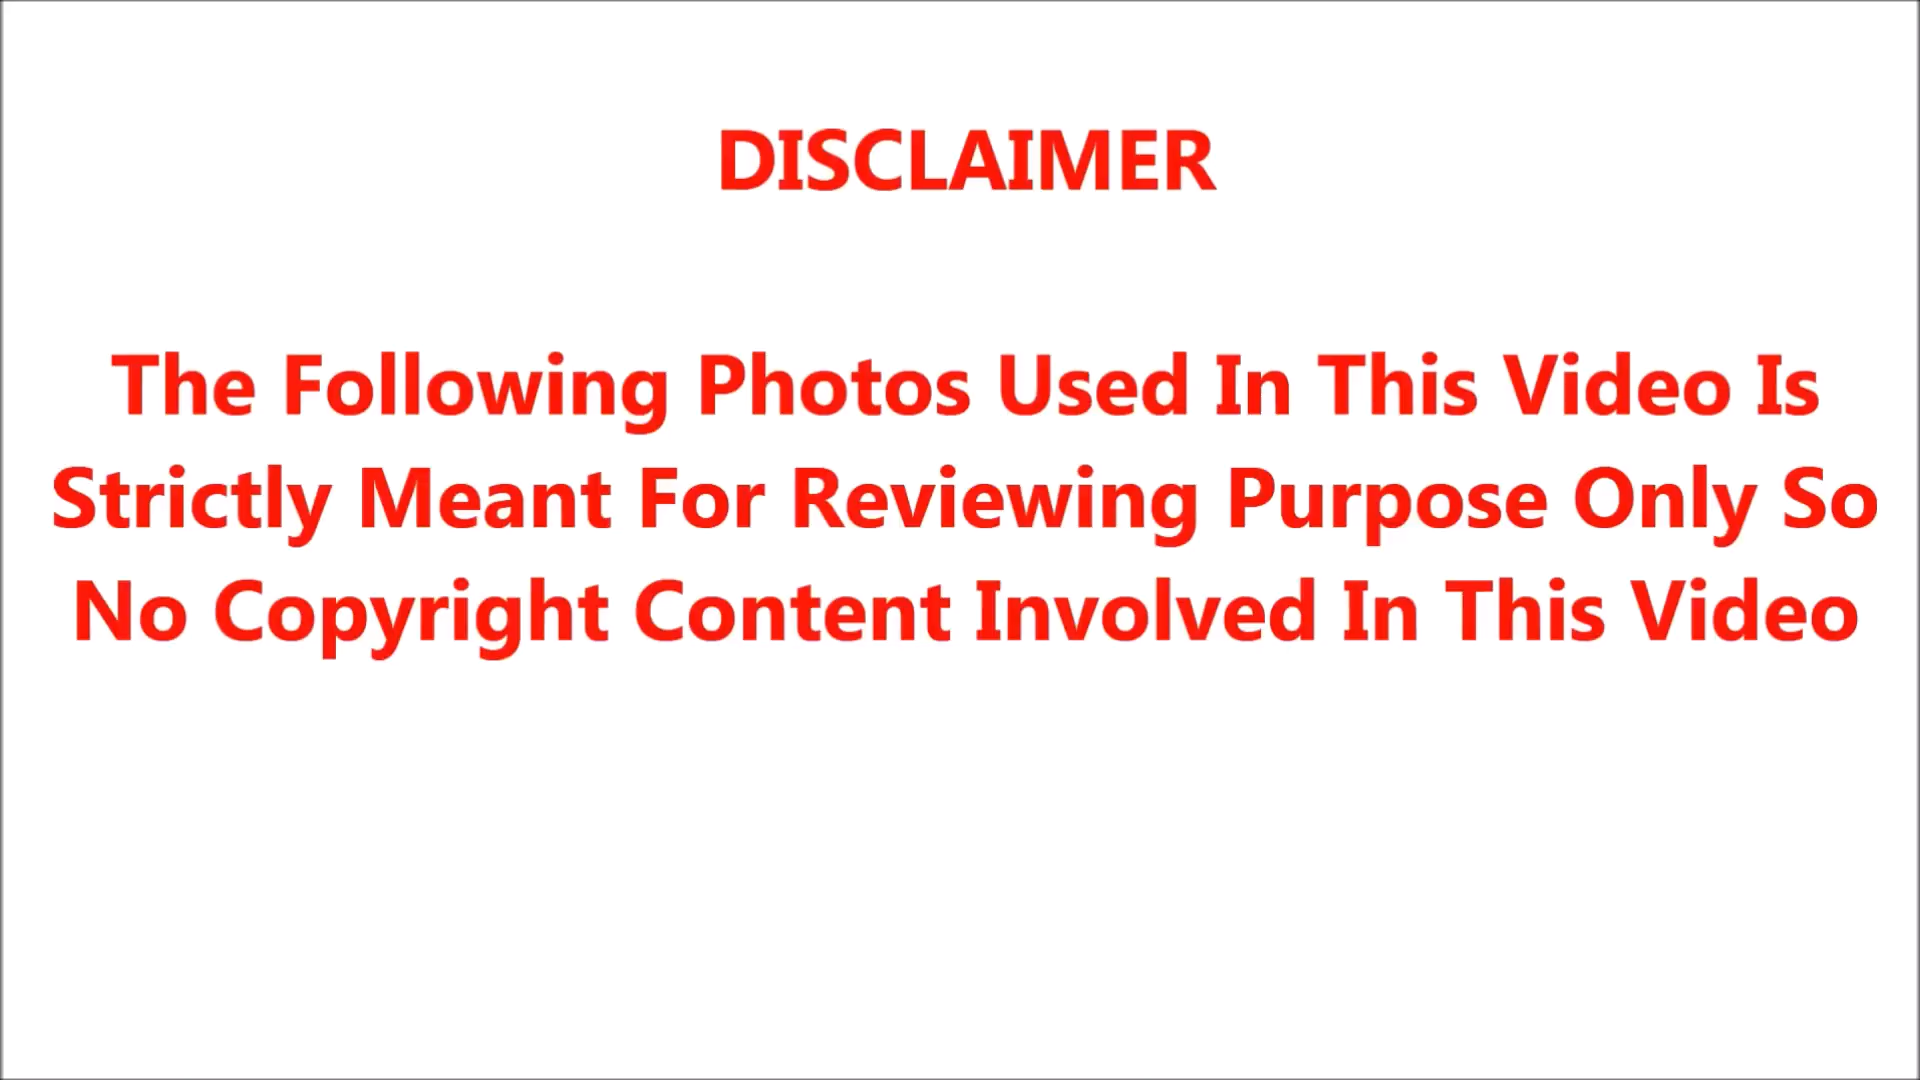 DISCLAIMER
The Following Photos Used In This Video Is
Strictly Meant For Reviewing Purpose Only So
No Copyright Content Involved In This Video